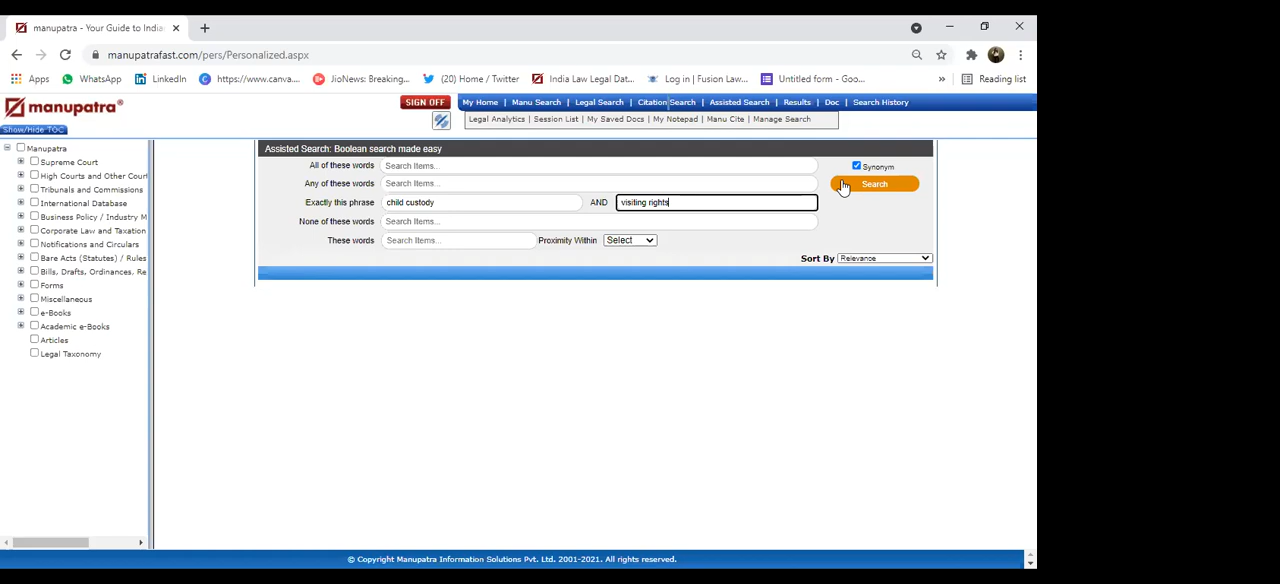 manupatra - Your Guide to India
manupatrafast.com/pers/Personalized.aspx
Apps WhatsApp LinkedIn https://www.canva.... JioNews: Breaking... (20) Home / Twitter India Law Legal Dat... Log in | Fusion Law... Untitled form - Goo... » Reading list
manupatra®
SIGN OFF
My Home | Manu Search | Legal Search | Citation Search | Assisted Search | Results | Doc | Search History
Legal Analytics | Session List | My Saved Docs | My Notepad | Manu Cite | Manage Search
Show/Hide TOC
Manupatra
Supreme Court
High Courts and Other Court
Tribunals and Commissions
International Database
Business Policy / Industry M
Corporate Law and Taxation
Notifications and Circulars
Bare Acts (Statutes) / Rules
Bills, Drafts, Ordinances, Re
Forms
Miscellaneous
e-Books
Academic e-Books
Articles
Legal Taxonomy
Assisted Search: Boolean search made easy
All of these words Search Items... Synonym
Any of these words Search Items... Search
Exactly this phrase child custody AND visiting rights
None of these words Search Items...
These words Search Items... Proximity Within Select
Sort By Relevance
© Copyright Manupatra Information Solutions Pvt. Ltd. 2001-2021. All rights reserved.